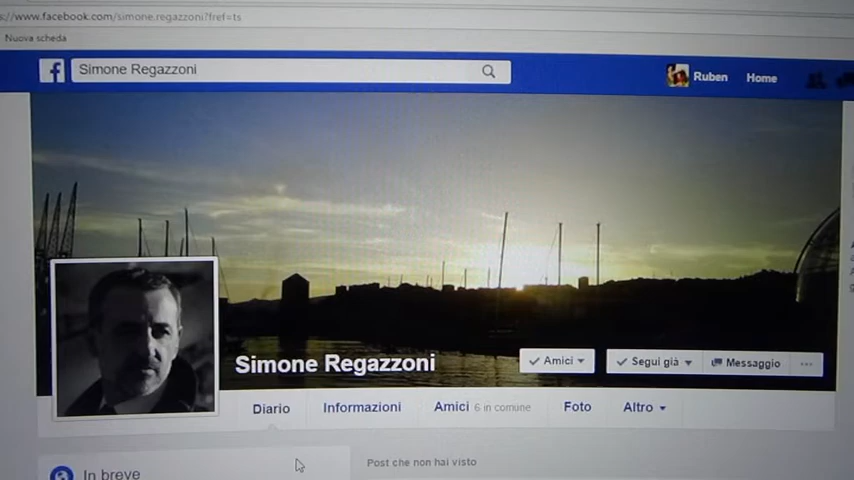 s://www.facebook.com/simone.regazzoni?fref=ts
Nuova scheda
f Simone Regazzoni
Ruben Home
Simone Regazzoni
Amici Segui già Messaggio ...
Diario Informazioni Amici 6 in comune Foto Altro
In breve
Post che non hai visto